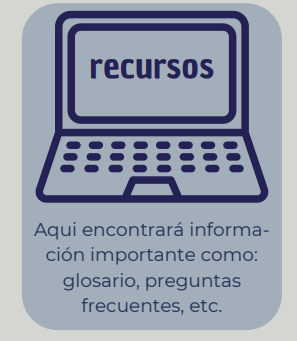 recursos
Aqui encontrará informa-
ción importante como:
glosario, preguntas
frecuentes, etc.